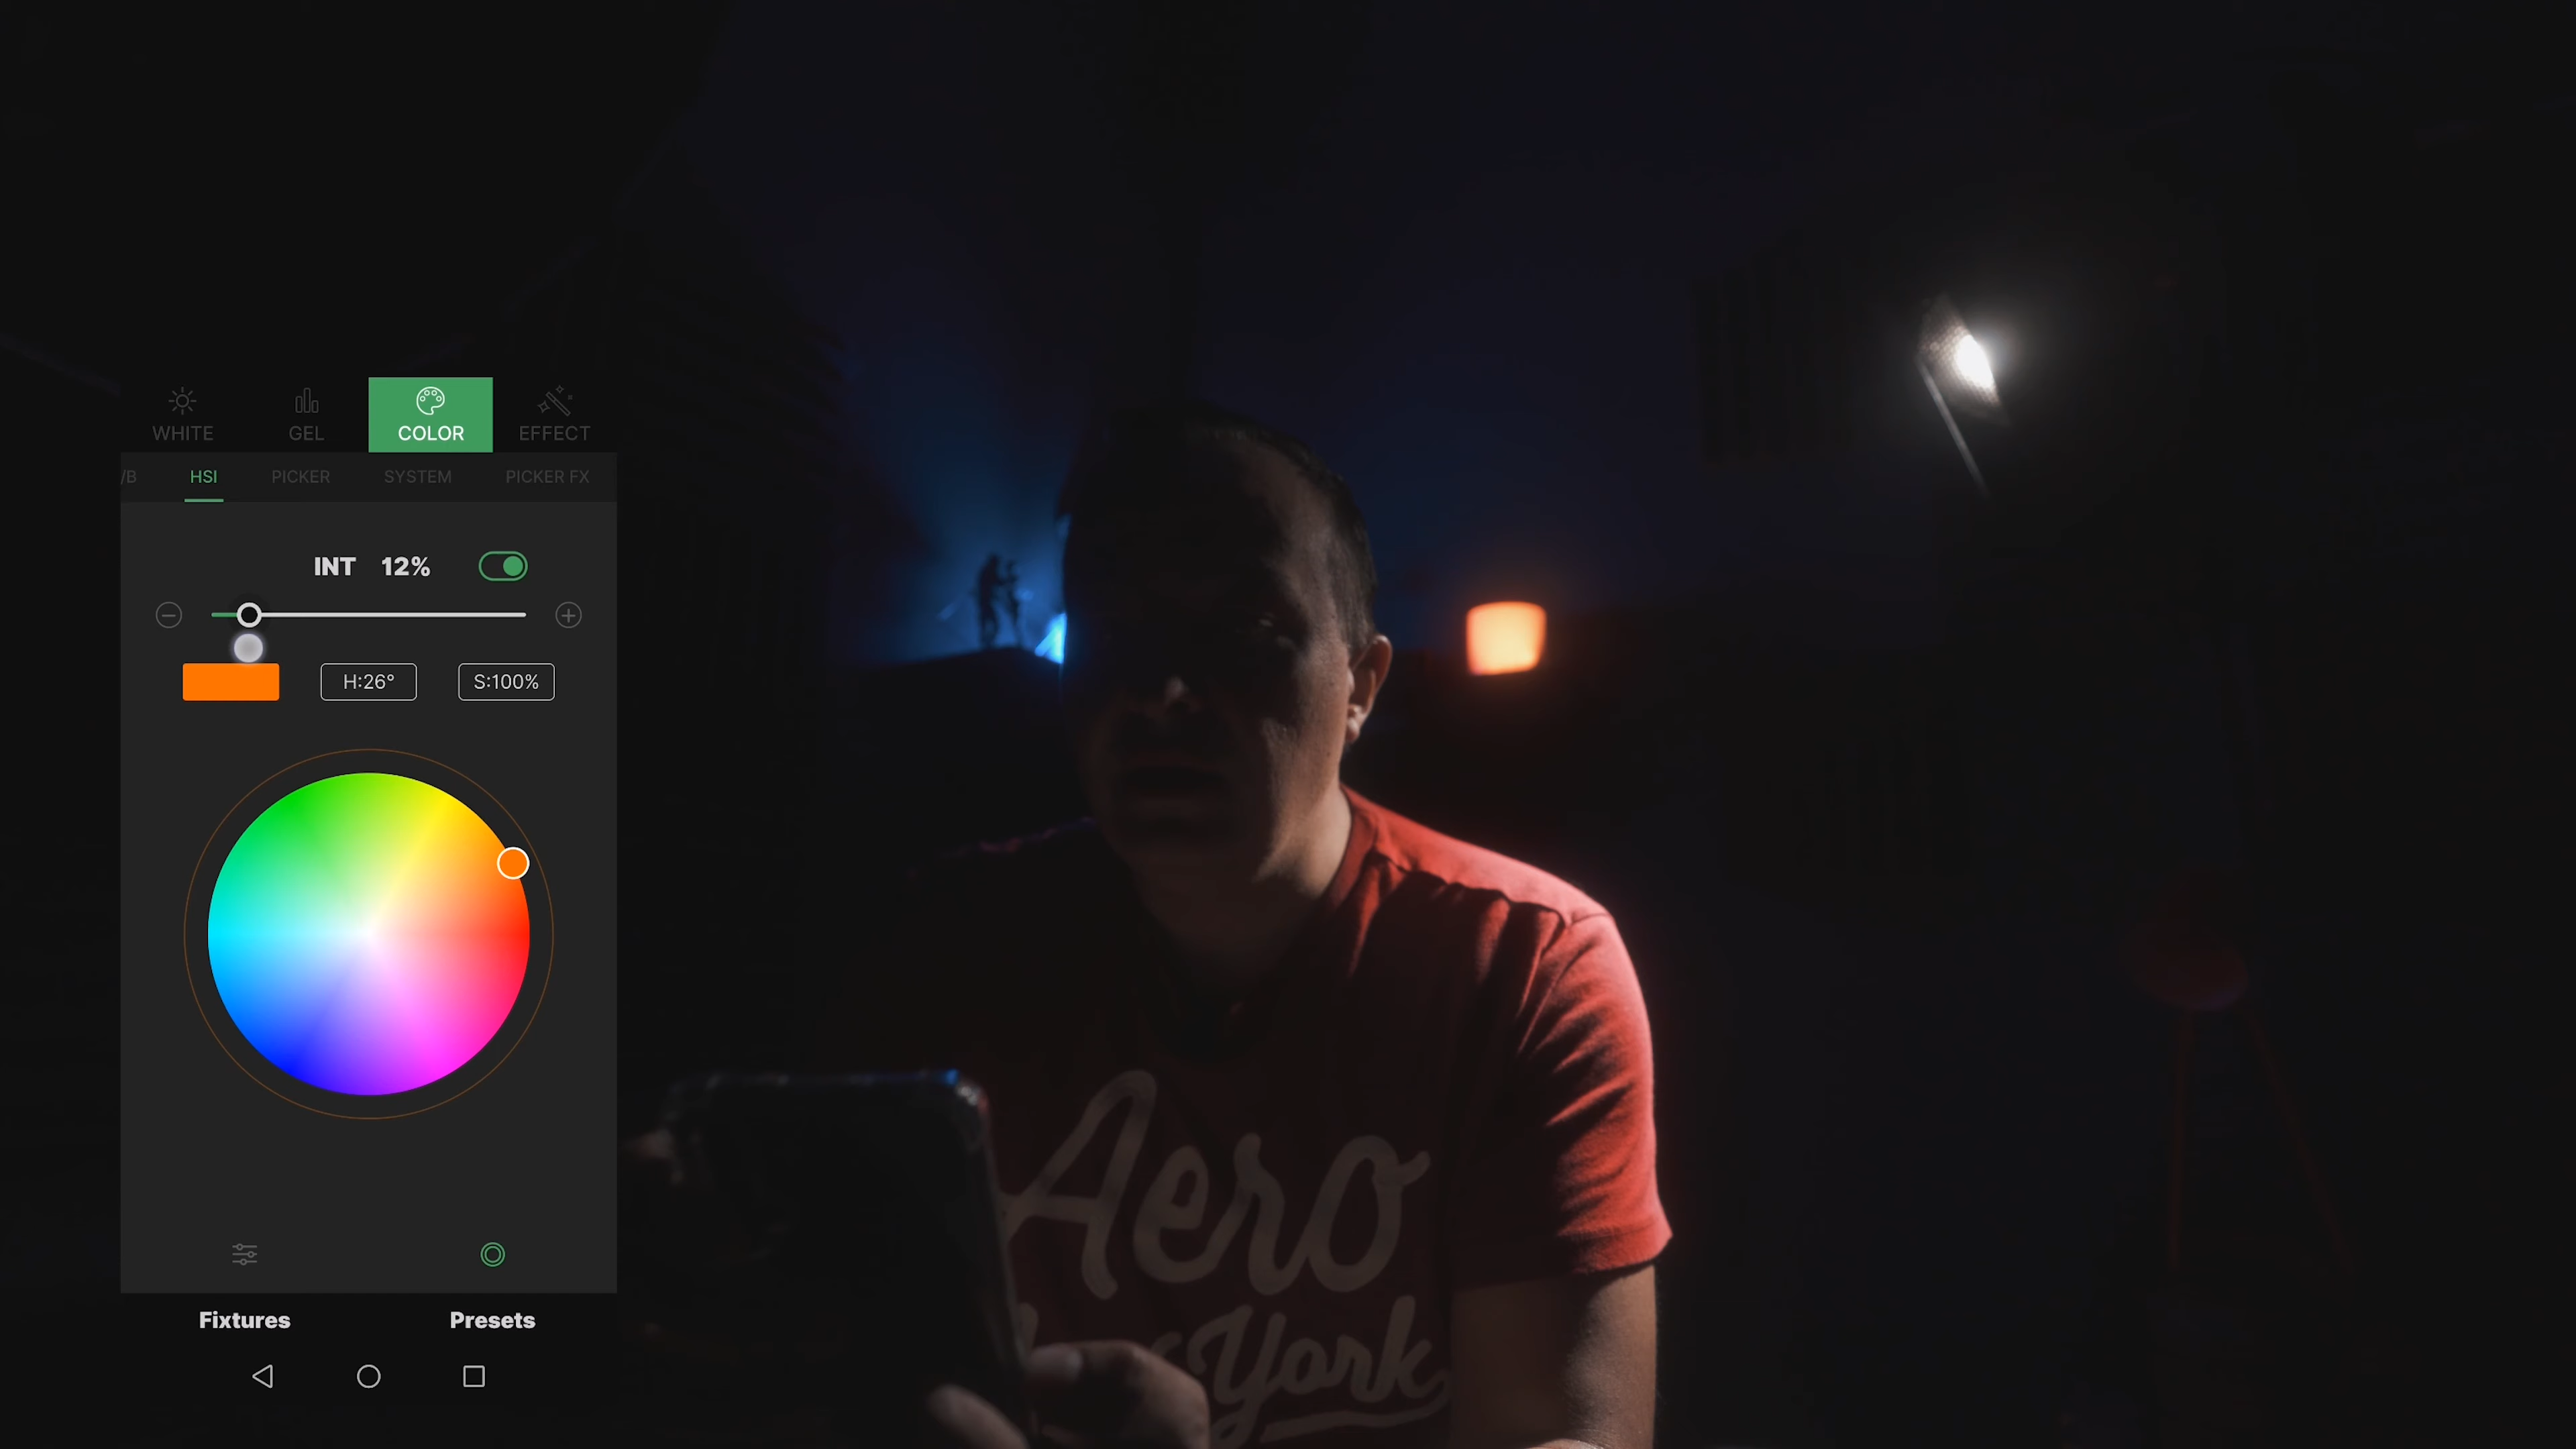 WHITE GEL COLOR EFFECT
/B HSI PICKER SYSTEM PICKER FX
INT 12%
H:26° S:100%
Fixtures Presets
Aero
York